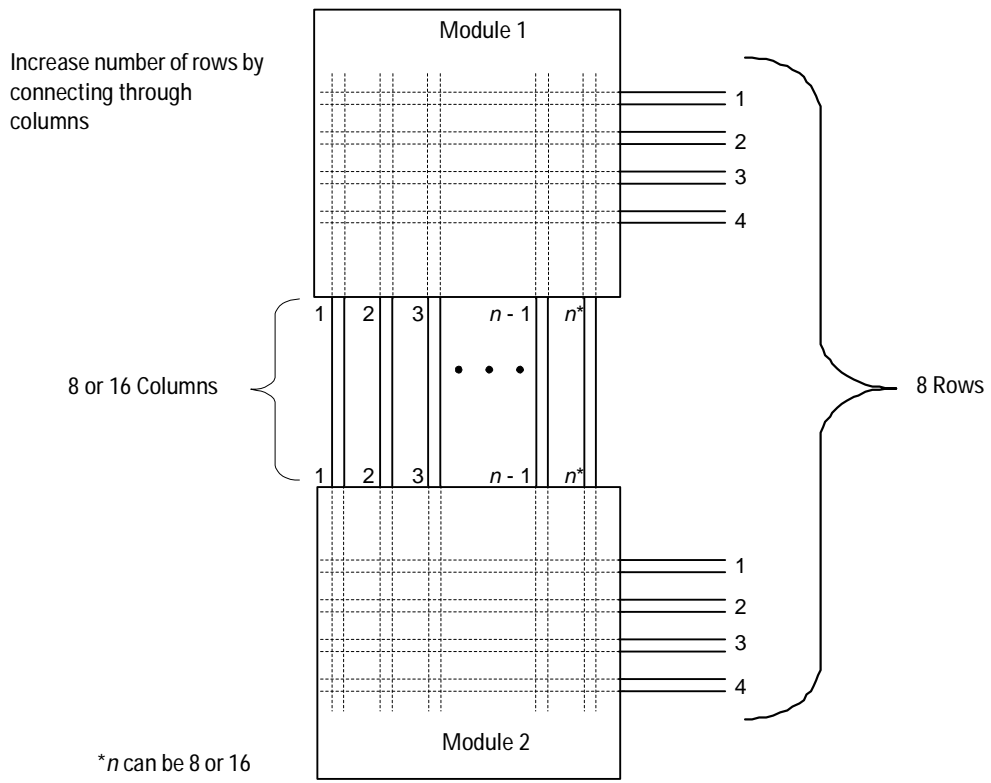 Module 1
Increase number of rows by
connecting through
columns
1
2
3
4
1 2 3 n - 1 n*
8 or 16 Columns
8 Rows
1 2 3 n - 1 n*
1
2
3
4
Module 2
*n can be 8 or 16